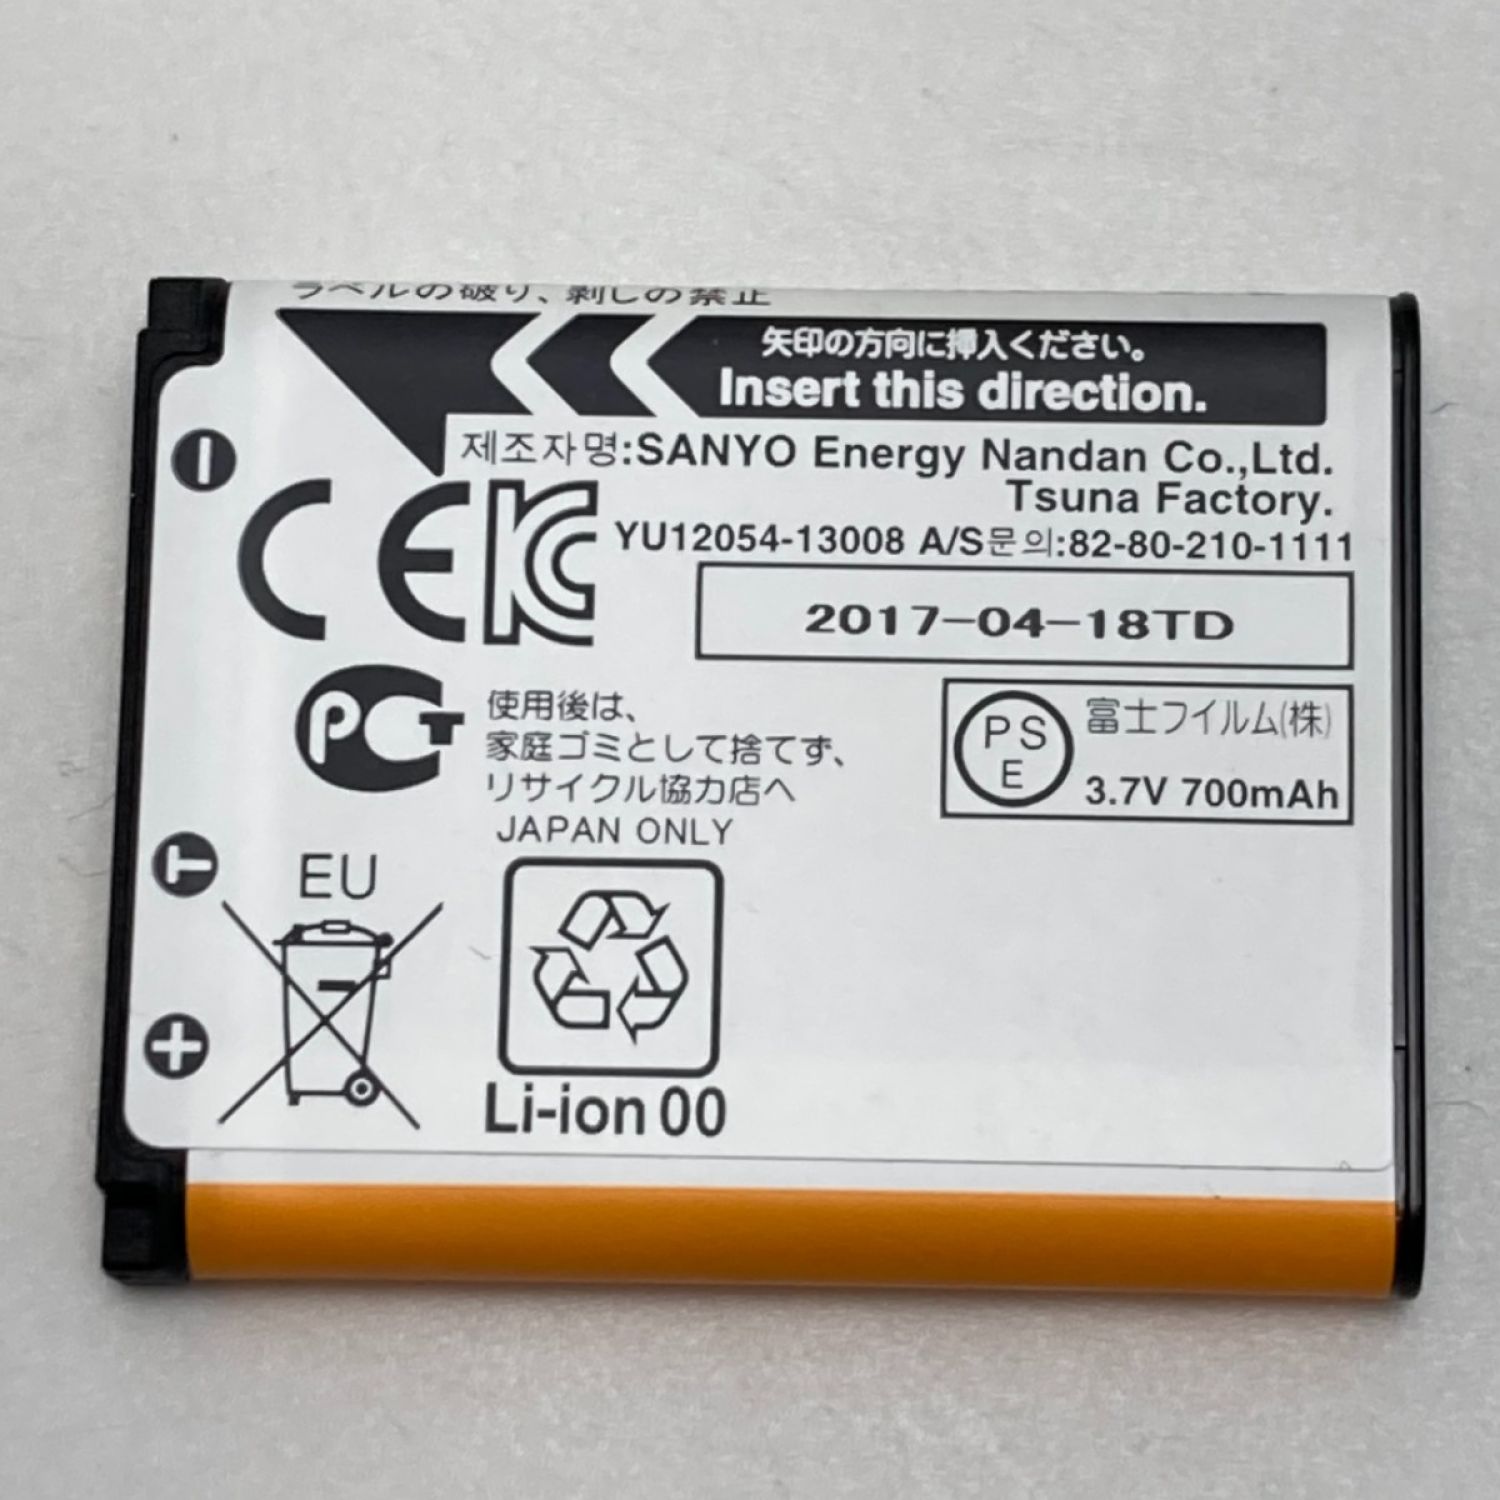 ラベルの破り、剥しの禁止
矢印の方向に挿入ください。
Insert this direction.
제조자명:SANYO Energy Nandan Co.,Ltd.
Tsuna Factory.
YU12054-13008 A/S문의:82-80-210-1111
2017-04-18TD
使用後は、
家庭ゴミとして捨てず、
リサイクル協力店へ
JAPAN ONLY
PS
E
富士フイルム(株)
3.7V 700mAh
CE
PCT
EU
Li-ion 00
T